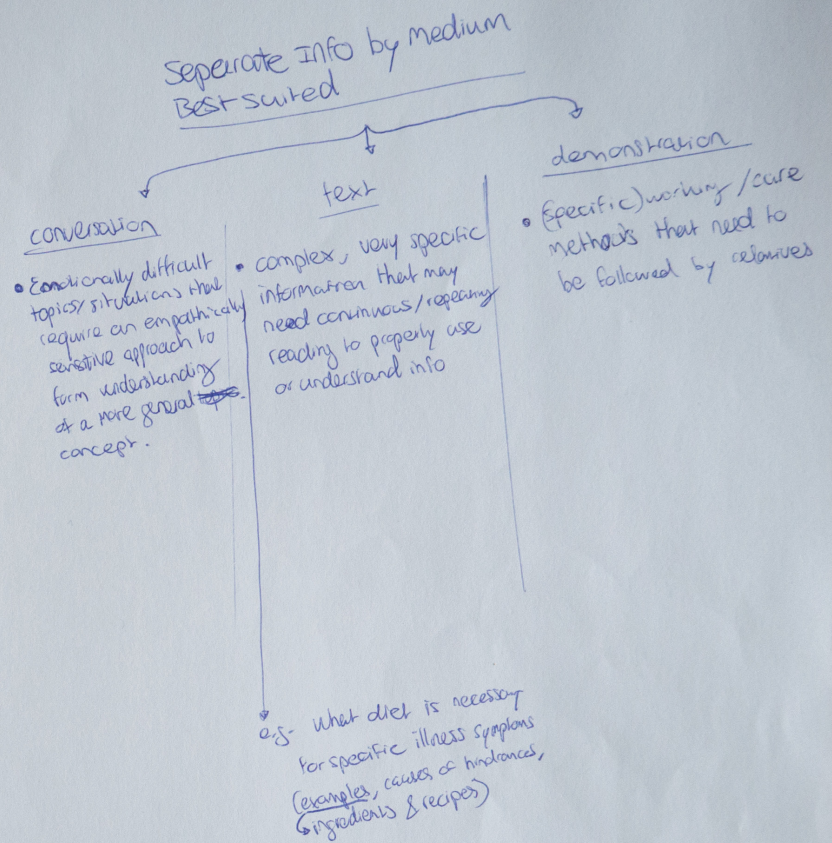 Seperate Info by medium
Best suited
conversation
• Emotionally difficult
topics/situations that
require an empathically
sensitive approach to
form understanding
of a more general
concept.
text
• complex, very specific
information that may
need continuous/repeating
reading to properly use
or understand info
e.g. What diet is necessary
for specific illness symptoms
(examples, causes of hindrances,
ingredients & recipes)
demonstration
• (specific) working/care
methods that need to
be followed by relatives